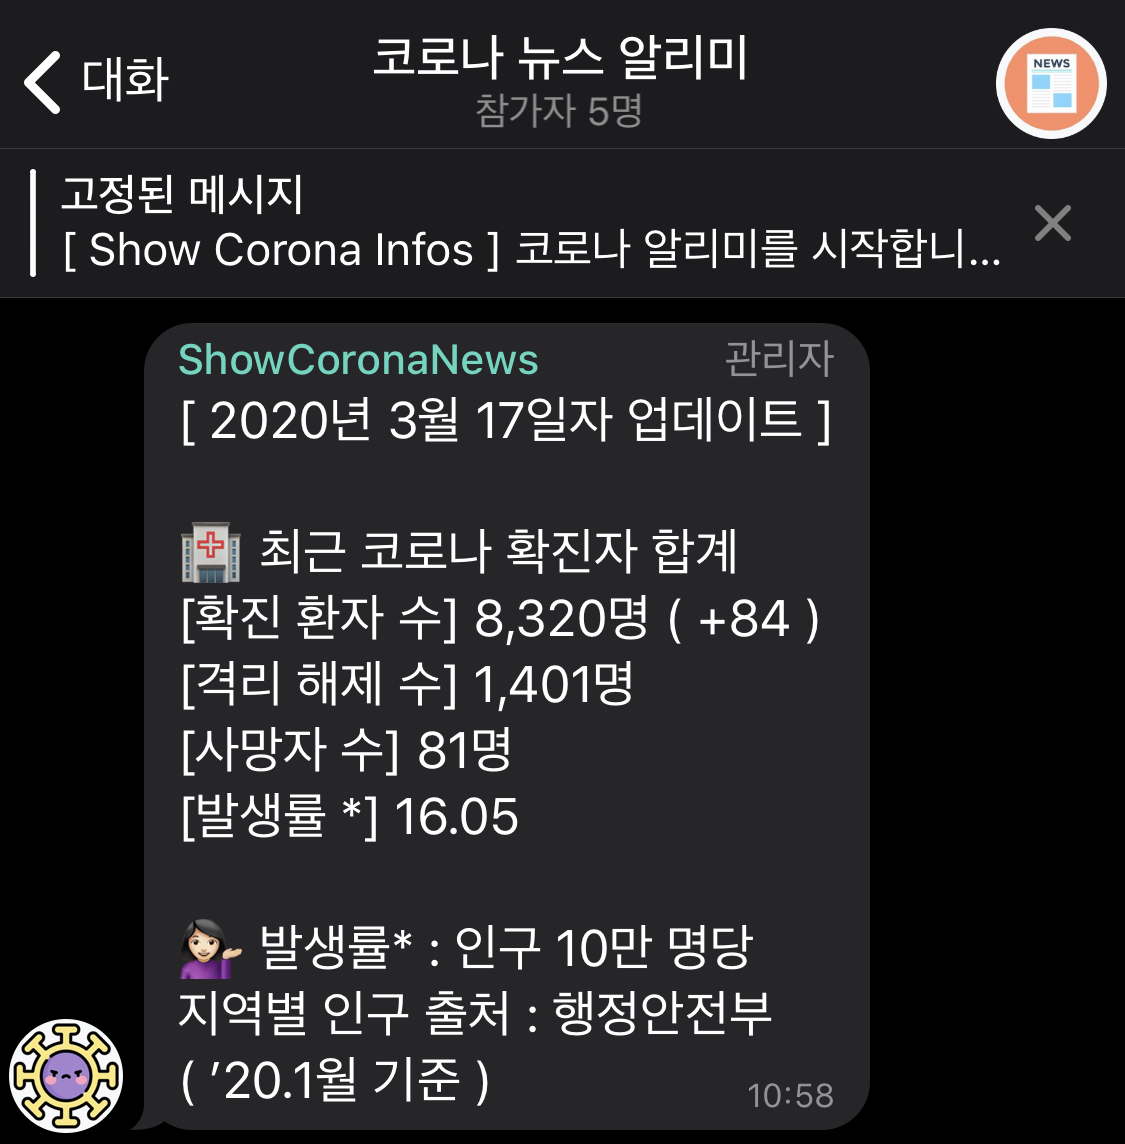 대화
코로나 뉴스 알리미
참가자 5명
NEWS
고정된 메시지
[ Show Corona Infos ] 코로나 알리미를 시작합니...
ShowCoronaNews 관리자
[ 2020년 3월 17일자 업데이트 ]
🏥 최근 코로나 확진자 합계
[확진 환자 수] 8,320명 ( +84 )
[격리 해제 수] 1,401명
[사망자 수] 81명
[발생률 *] 16.05
💁🏻‍♀️ 발생률* : 인구 10만 명당
지역별 인구 출처 : 행정안전부
( ’20.1월 기준 )
10:58